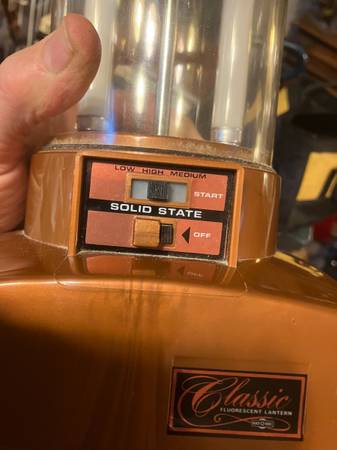 LOW HIGH MEDIUM
START
SOLID STATE
OFF
Classic
FLUORESCENT LANTERN